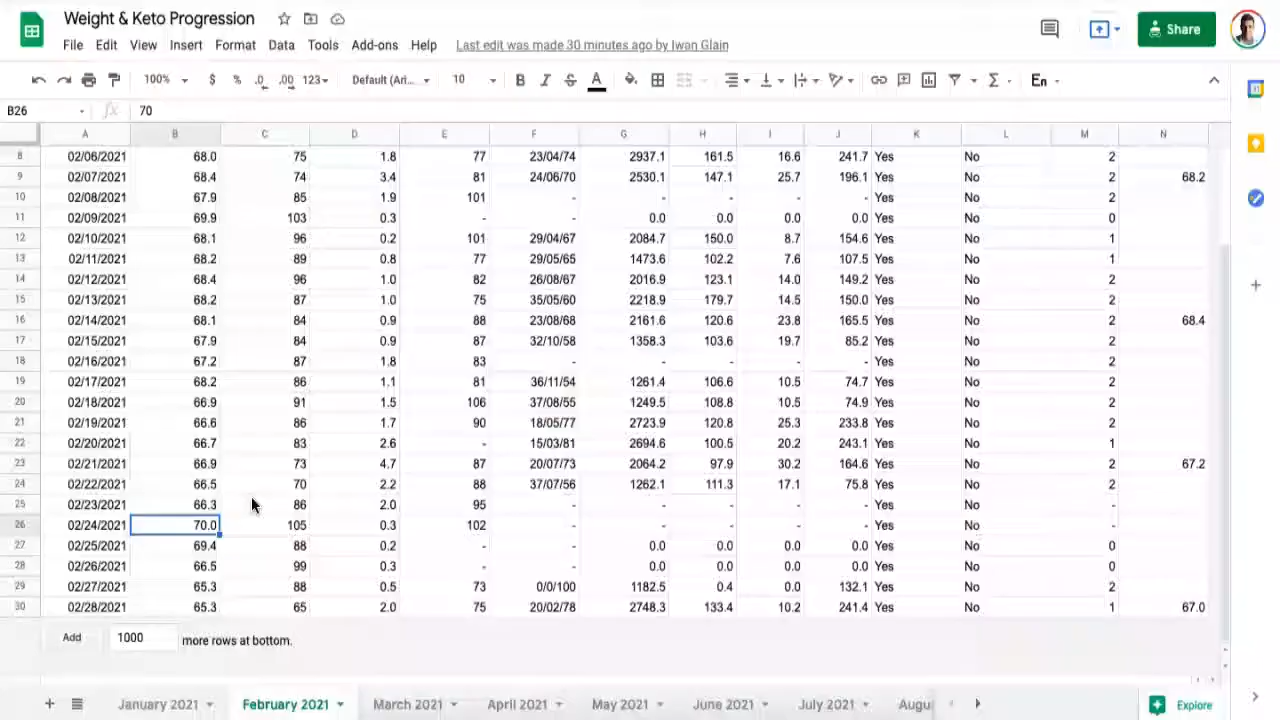 Weight & Keto Progression
File Edit View Insert Format Data Tools Add-ons Help Last edit was made 30 minutes ago by Iwan Glain
Share
100% $ % .0 .00 123 Default (Ari... 10 B I S A Σ En
B26 fx 70
A B C D E F G H I J K L M N
8 02/06/2021 68.0 75 1.8 77 23/04/74 2937.1 161.5 16.6 241.7 Yes No 2
9 02/07/2021 68.4 74 3.4 81 24/06/70 2530.1 147.1 25.7 196.1 Yes No 2 68.2
10 02/08/2021 67.9 85 1.9 101 - - - - - Yes No 2
11 02/09/2021 69.9 103 0.3 - - 0.0 0.0 0.0 0.0 Yes No 0
12 02/10/2021 68.1 96 0.2 101 29/04/67 2084.7 150.0 8.7 154.6 Yes No 1
13 02/11/2021 68.2 89 0.8 77 29/05/65 1473.6 102.2 7.6 107.5 Yes No 1
14 02/12/2021 68.4 96 1.0 82 26/08/67 2016.9 123.1 14.0 149.2 Yes No 2
15 02/13/2021 68.2 87 1.0 75 35/05/60 2218.9 179.7 14.5 150.0 Yes No 2
16 02/14/2021 68.1 84 0.9 88 23/08/68 2161.6 120.6 23.8 165.5 Yes No 2 68.4
17 02/15/2021 67.9 84 0.9 87 32/10/58 1358.3 103.6 19.7 85.2 Yes No 2
18 02/16/2021 67.2 87 1.8 83 - - - - - Yes No 2
19 02/17/2021 68.2 86 1.1 81 36/11/54 1261.4 106.6 10.5 74.7 Yes No 2
20 02/18/2021 66.9 91 1.5 106 37/08/55 1249.5 108.8 10.5 74.9 Yes No 2
21 02/19/2021 66.6 86 1.7 90 18/05/77 2723.9 120.8 25.3 233.8 Yes No 2
22 02/20/2021 66.7 83 2.6 - 15/03/81 2694.6 100.5 20.2 243.1 Yes No 1
23 02/21/2021 66.9 73 4.7 87 20/07/73 2064.2 97.9 30.2 164.6 Yes No 2 67.2
24 02/22/2021 66.5 70 2.2 88 37/07/56 1262.1 111.3 17.1 75.8 Yes No 2
25 02/23/2021 66.3 86 2.0 95 - - - - - Yes No -
26 02/24/2021 70.0 105 0.3 102 - - - - - Yes No -
27 02/25/2021 69.4 88 0.2 - - 0.0 0.0 0.0 0.0 Yes No 0
28 02/26/2021 66.5 99 0.3 - - 0.0 0.0 0.0 0.0 Yes No 0
29 02/27/2021 65.3 88 0.5 73 0/0/100 1182.5 0.4 0.0 132.1 Yes No 2
30 02/28/2021 65.3 65 2.0 75 20/02/78 2748.3 133.4 10.2 241.4 Yes No 1 67.0
Add 1000 more rows at bottom.
January 2021 February 2021 March 2021 April 2021 May 2021 June 2021 July 2021 Augu Explore